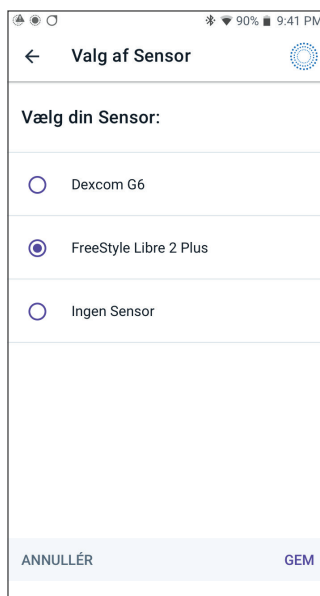 90% 9:41 PM
Valg af Sensor
Vælg din Sensor:
Dexcom G6
FreeStyle Libre 2 Plus
Ingen Sensor
ANNULLÉR GEM